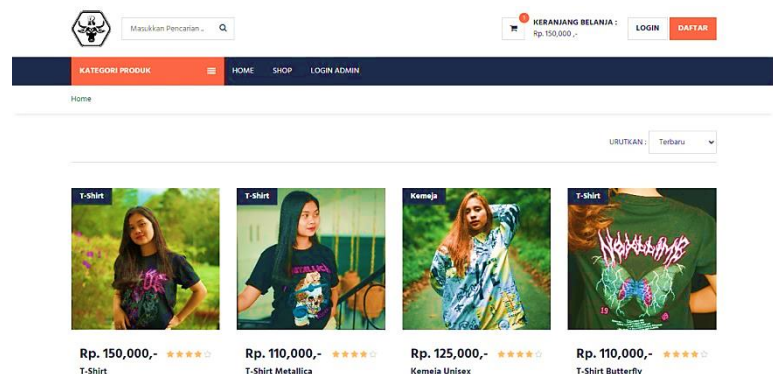 Masukkan Pencarian ..
KERANJANG BELANJA :
Rp. 150,000 ,-
LOGIN
DAFTAR
KATEGORI PRODUK
HOME
SHOP
LOGIN ADMIN
Home
URUTKAN :
Terbaru
T-Shirt
T-Shirt
Kemeja
T-Shirt
METALLICA
Rp. 150,000,-
Rp. 110,000,-
Rp. 125,000,-
Rp. 110,000,-
T-Shirt
T-Shirt Metallica
Kemeja Unisex
T-Shirt Butterfly